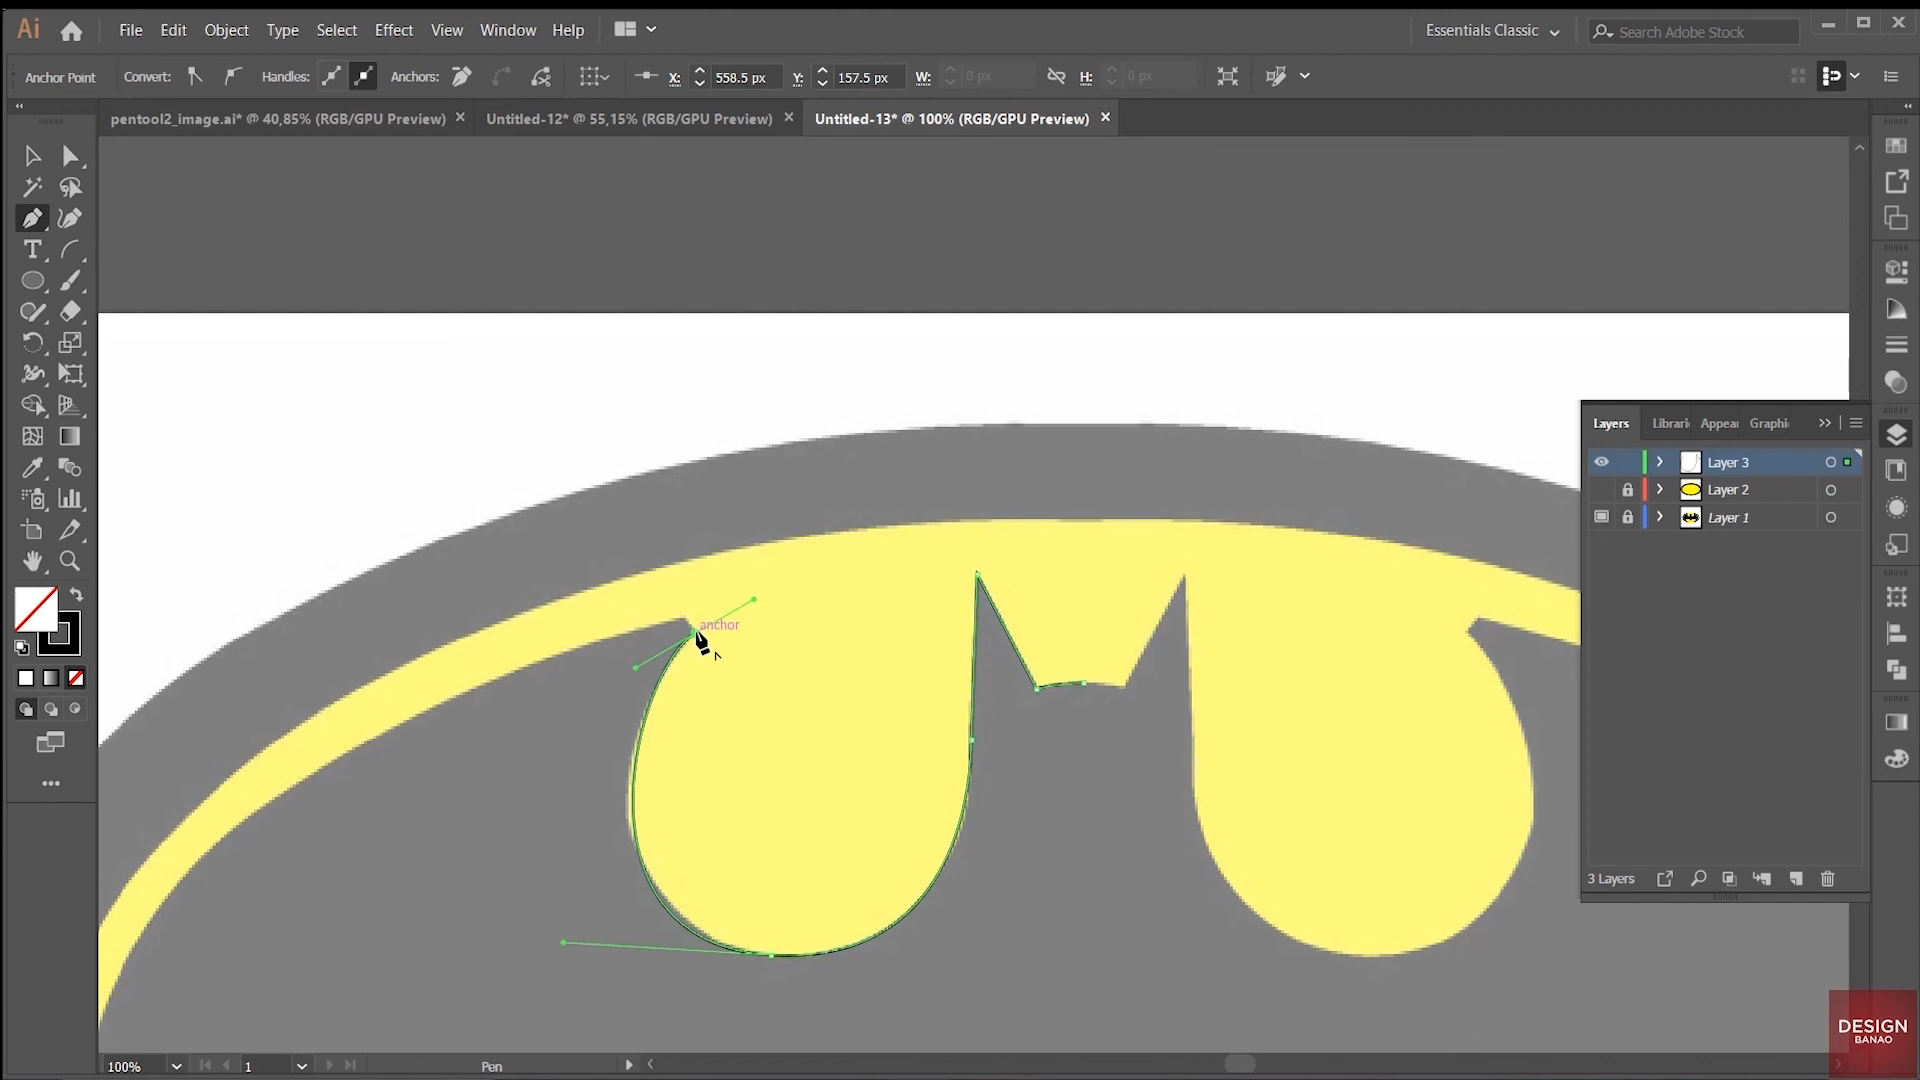 Ai File Edit Object Type Select Effect View Window Help Essentials Classic Search Adobe Stock
Anchor Point Convert: Handles: Anchors: X: 558.5 px Y: 157.5 px W: 0 px H: 0 px
pentool2_image.ai* @ 40,85% (RGB/GPU Preview) Untitled-12* @ 55,15% (RGB/GPU Preview) Untitled-13* @ 100% (RGB/GPU Preview)
Layers Librari Appear Graphi
Layer 3
Layer 2
Layer 1
anchor
3 Layers
DESIGN
BANAO
100% 1 Pen